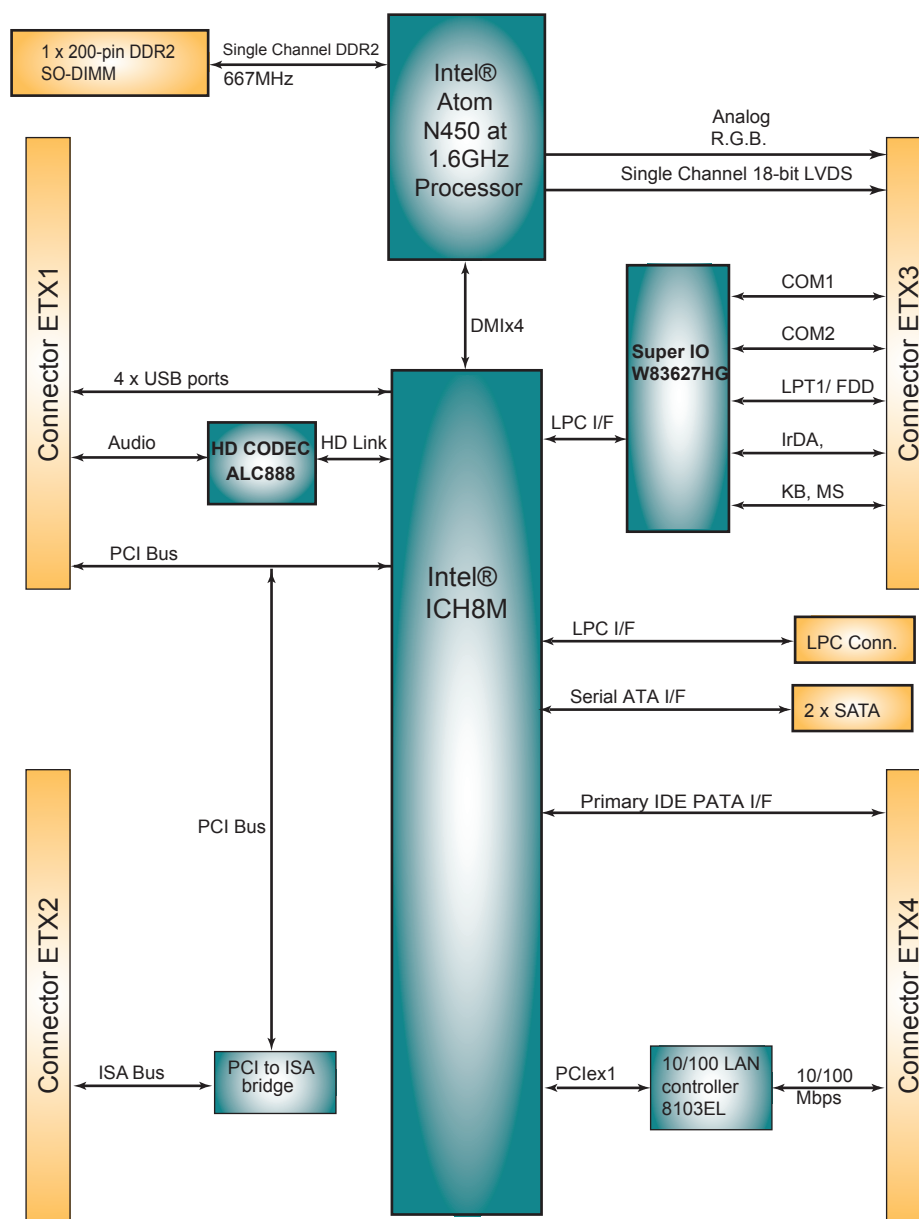 1 x 200-pin DDR2
SO-DIMM
Single Channel DDR2
667MHz
Intel®
Atom
N450 at
1.6GHz
Processor
Analog
R.G.B.
Single Channel 18-bit LVDS
Connector ETX1
Connector ETX3
DMIx4
COM1
COM2
Super IO
W83627HG
LPT1/ FDD
IrDA,
KB, MS
4 x USB ports
LPC I/F
Audio
HD CODEC
ALC888
HD Link
PCI Bus
Intel®
ICH8M
LPC I/F
LPC Conn.
Serial ATA I/F
2 x SATA
Primary IDE PATA I/F
PCI Bus
Connector ETX2
Connector ETX4
ISA Bus
PCI to ISA
bridge
PCIex1
10/100 LAN
controller
8103EL
10/100
Mbps